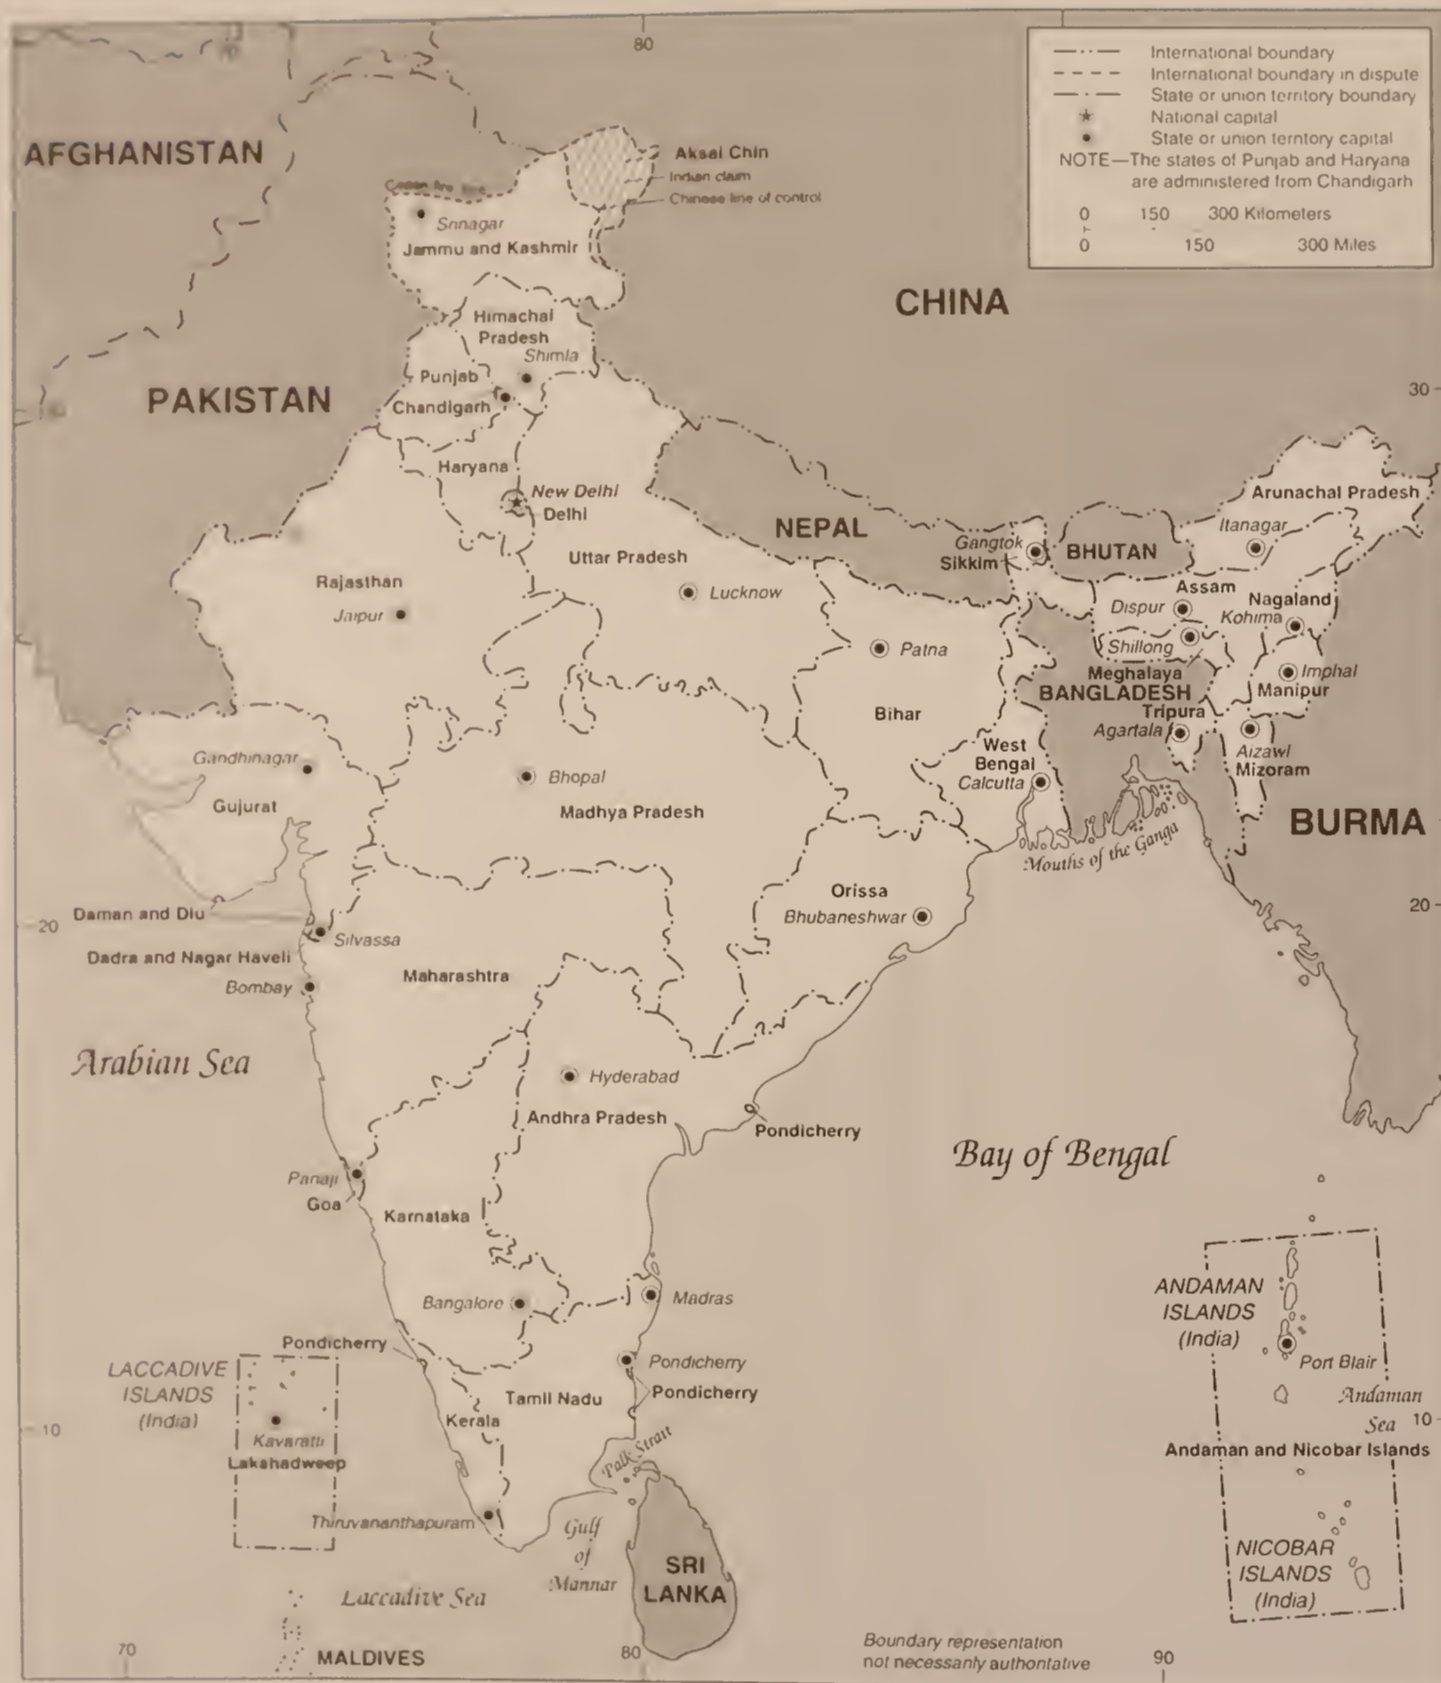 80
International boundary
International boundary in dispute
State or union territory boundary
National capital
State or union territory capital
NOTE—The states of Punjab and Haryana
are administered from Chandigarh
0 150 300 Kilometers
0 150 300 Miles
AFGHANISTAN
Aksai Chin
Indian claim
Chinese line of control
Srinagar
Jammu and Kashmir
CHINA
Himachal
Pradesh
Shimla
Punjab
Chandigarh
PAKISTAN
30
Haryana
New Delhi
Delhi
Arunachal Pradesh
Itanagar
NEPAL
Gangtok
Sikkim
BHUTAN
Uttar Pradesh
Lucknow
Rajasthan
Jaipur
Assam
Dispur
Nagaland
Kohima
Patna
Shillong
Meghalaya
Imphal
Manipur
BANGLADESH
Bihar
Tripura
Agartala
Aizawl
Mizoram
West
Bengal
Calcutta
Gandhinagar
Gujurat
Bhopal
Madhya Pradesh
BURMA
Mouths of the Ganga
Orissa
Bhubaneshwar
20
20
Daman and Diu
Silvassa
Dadra and Nagar Haveli
Bombay
Maharashtra
Arabian Sea
Hyderabad
Andhra Pradesh
Pondicherry
Bay of Bengal
Panaji
Goa
Karnataka
Bangalore
Madras
ANDAMAN
ISLANDS
(India)
Port Blair
Pondicherry
Pondicherry
Pondicherry
LACCADIVE
ISLANDS
(India)
Tamil Nadu
Kerala
Andaman
Sea
10
10
Kavaratti
Lakshadweep
Palk Strait
Andaman and Nicobar Islands
Thiruvananthapuram
Gulf
of
Mannar
NICOBAR
ISLANDS
(India)
SRI
LANKA
Laccadive Sea
MALDIVES
Boundary representation
not necessarily authoritative
70
80
90